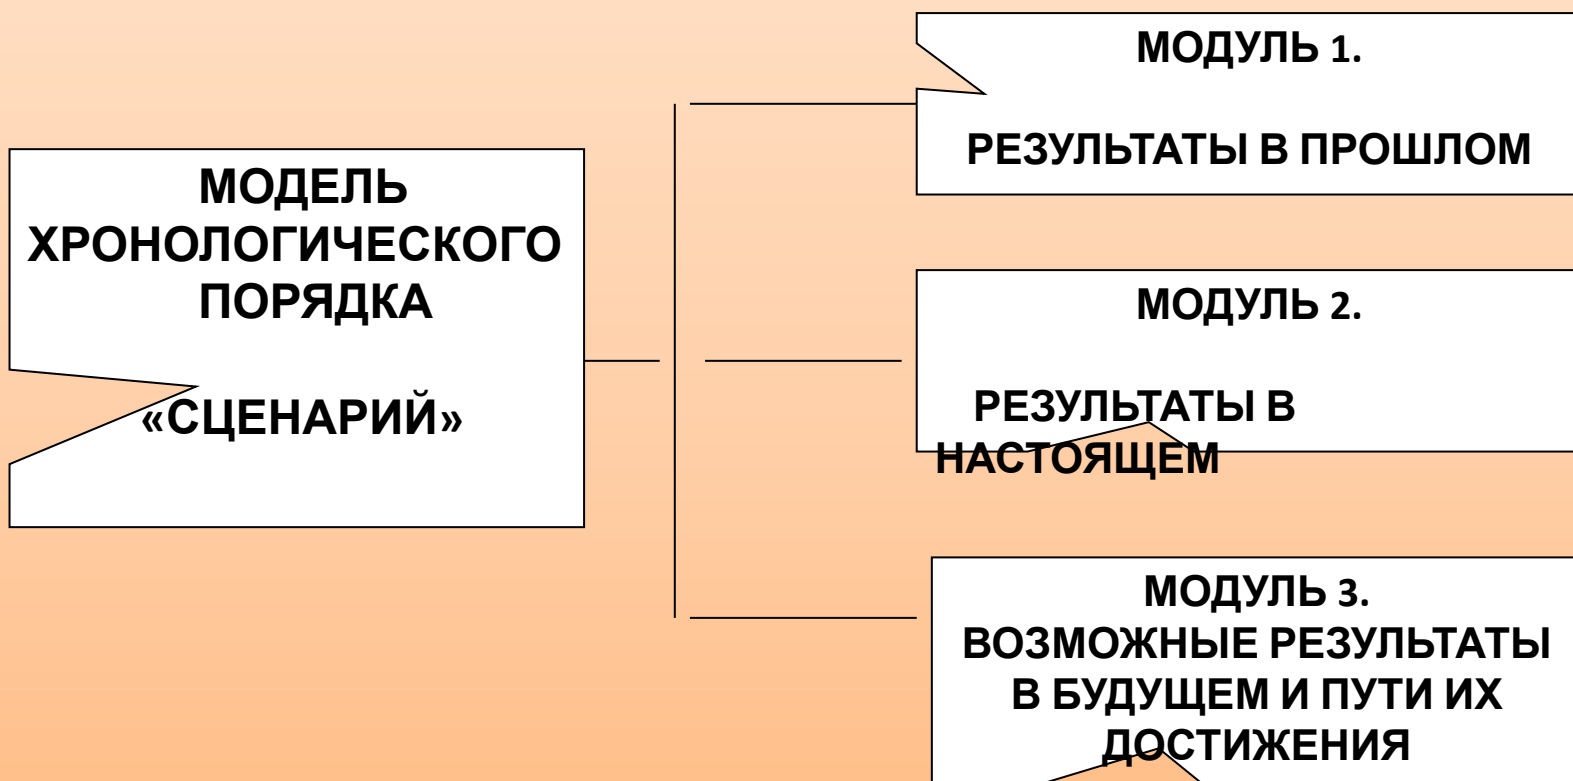 МОДЕЛЬ
ХРОНОЛОГИЧЕСКОГО
ПОРЯДКА
«СЦЕНАРИЙ»
МОДУЛЬ 1.
РЕЗУЛЬТАТЫ В ПРОШЛОМ
МОДУЛЬ 2.
РЕЗУЛЬТАТЫ В
НАСТОЯЩЕМ
МОДУЛЬ 3.
ВОЗМОЖНЫЕ РЕЗУЛЬТАТЫ
В БУДУЩЕМ И ПУТИ ИХ
ДОСТИЖЕНИЯ